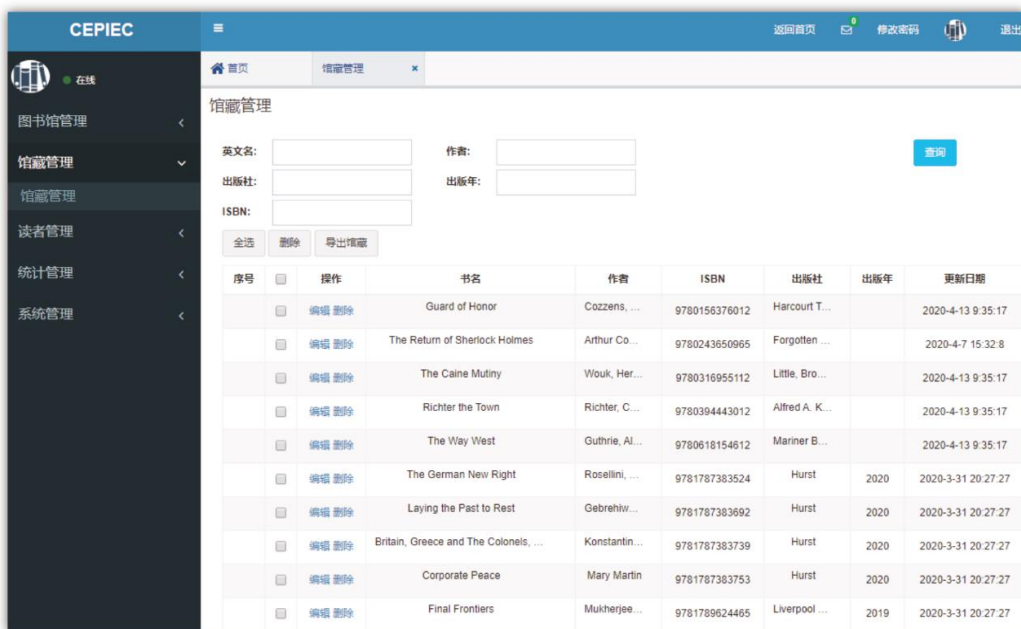 CEPIEC 返回首页 0 修改密码 退出
在线 首页 馆藏管理 ×
图书馆管理
馆藏管理
馆藏管理
读者管理
统计管理
系统管理
馆藏管理
英文名: 作者: 查询
出版社: 出版年:
ISBN:
全选 删除 导出馆藏
序号 操作 书名 作者 ISBN 出版社 出版年 更新日期
编辑 删除 Guard of Honor Cozzens, ... 9780156376012 Harcourt T... 2020-4-13 9:35:17
编辑 删除 The Return of Sherlock Holmes Arthur Co... 9780243650965 Forgotten ... 2020-4-7 15:32:8
编辑 删除 The Caine Mutiny Wouk, Her... 9780316955112 Little, Bro... 2020-4-13 9:35:17
编辑 删除 Richter the Town Richter, C... 9780394443012 Alfred A. K... 2020-4-13 9:35:17
编辑 删除 The Way West Guthrie, Al... 9780618154612 Mariner B... 2020-4-13 9:35:17
编辑 删除 The German New Right Rosellini, ... 9781787383524 Hurst 2020 2020-3-31 20:27:27
编辑 删除 Laying the Past to Rest Gebrehiw... 9781787383692 Hurst 2020 2020-3-31 20:27:27
编辑 删除 Britain, Greece and The Colonels, ... Konstantin... 9781787383739 Hurst 2020 2020-3-31 20:27:27
编辑 删除 Corporate Peace Mary Martin 9781787383753 Hurst 2020 2020-3-31 20:27:27
编辑 删除 Final Frontiers Mukherjee... 9781789624465 Liverpool ... 2019 2020-3-31 20:27:27